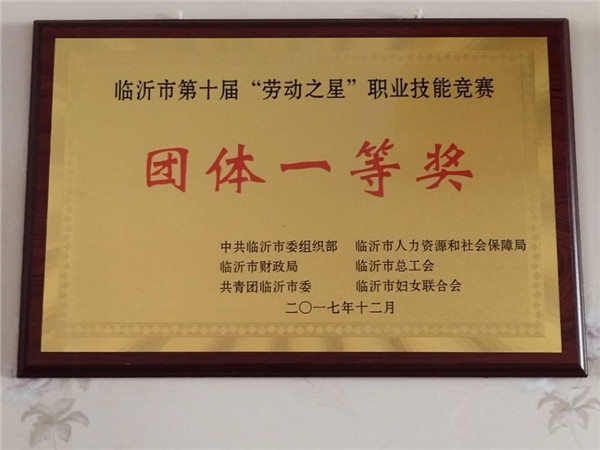 临沂市第十届“劳动之星”职业技能竞赛
团体一等奖
中共临沂市委组织部 临沂市人力资源和社会保障局
临沂市财政局 临沂市总工会
共青团临沂市委 临沂市妇女联合会
二〇一七年十二月